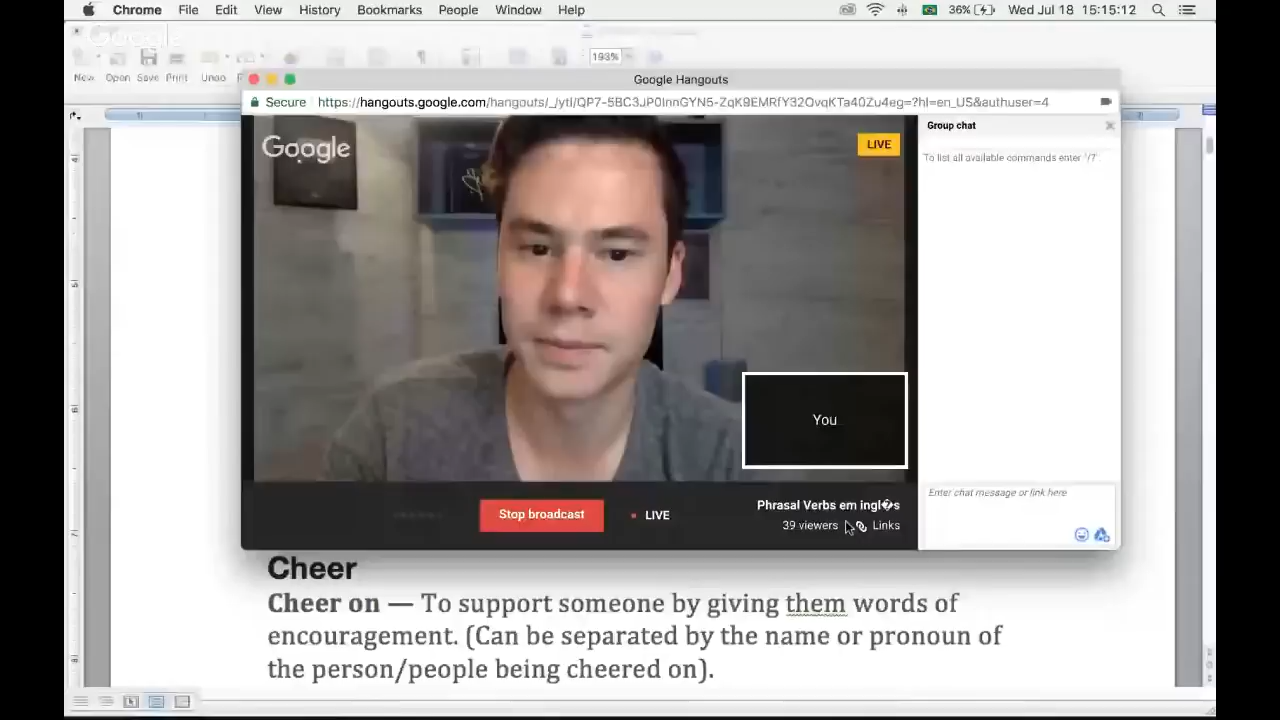 Chrome File Edit View History Bookmarks People Window Help 36% Wed Jul 18 15:15:12
Google
193%
New Open Save Print Undo
Google Hangouts
Secure https://hangouts.google.com/hangouts/_/ytl/QP7-5BC3JP0lnnGYN5-ZqK9EMRfY32OvqKTa40Zu4eg=?hl=en_US&authuser=4
Google
LIVE
Group chat
To list all available commands enter '/?'.
You
Stop broadcast
LIVE
Phrasal Verbs em ingl�s
39 viewers Links
Enter chat message or link here
Cheer
Cheer on — To support someone by giving them words of
encouragement. (Can be separated by the name or pronoun of
the person/people being cheered on).